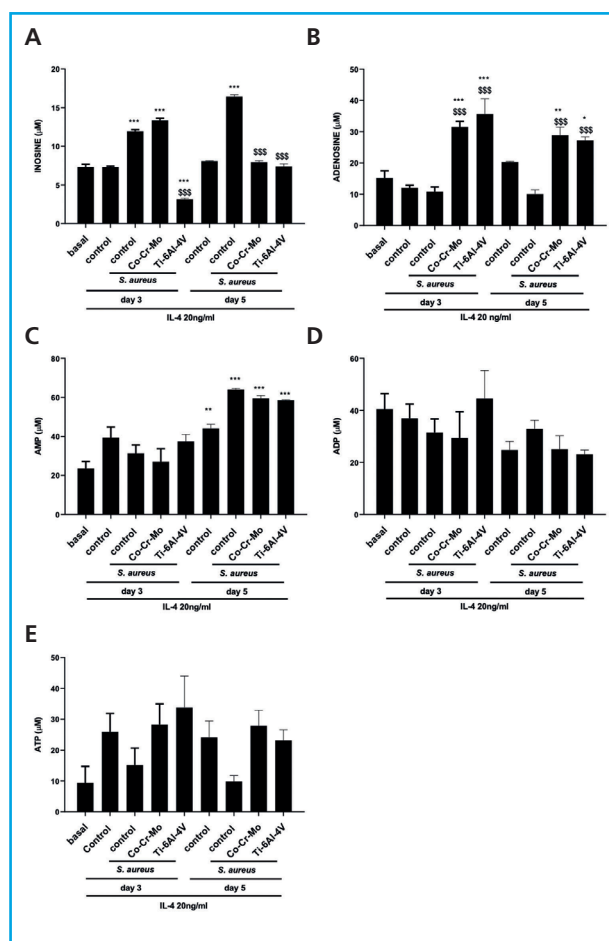 A
INOSINE (µM)
20
15
10
5
0
***
***
***
$$$
***
$$$
$$$
basal
control
control
Co-Cr-Mo
Ti-6Al-4V
control
control
Co-Cr-Mo
Ti-6Al-4V
S. aureus
S. aureus
day 3
day 5
IL-4 20ng/ml
B
ADENOSINE (µM)
60
50
40
30
20
10
0
***
$$$
***
$$$
**
$$$
*
$$$
basal
control
control
Co-Cr-Mo
Ti-6Al-4V
control
control
Co-Cr-Mo
Ti-6Al-4V
S. aureus
S. aureus
day 3
day 5
IL-4 20 ng/ml
C
AMP (µM)
80
60
40
20
0
**
***
***
***
basal
control
control
Co-Cr-Mo
Ti-6Al-4V
control
control
Co-Cr-Mo
Ti-6Al-4V
S. aureus
S. aureus
day 3
day 5
IL-4 20ng/ml
D
ADP (µM)
60
40
20
0
basal
control
control
Co-Cr-Mo
Ti-6Al-4V
control
control
Co-Cr-Mo
Ti-6Al-4V
S. aureus
S. aureus
day 3
day 5
IL-4 20ng/ml
E
ATP (µM)
50
40
30
20
10
0
basal
Control
control
Co-Cr-Mo
Ti-6Al-4V
control
control
Co-Cr-Mo
Ti-6Al-4V
S. aureus
S. aureus
day 3
day 5
IL-4 20ng/ml